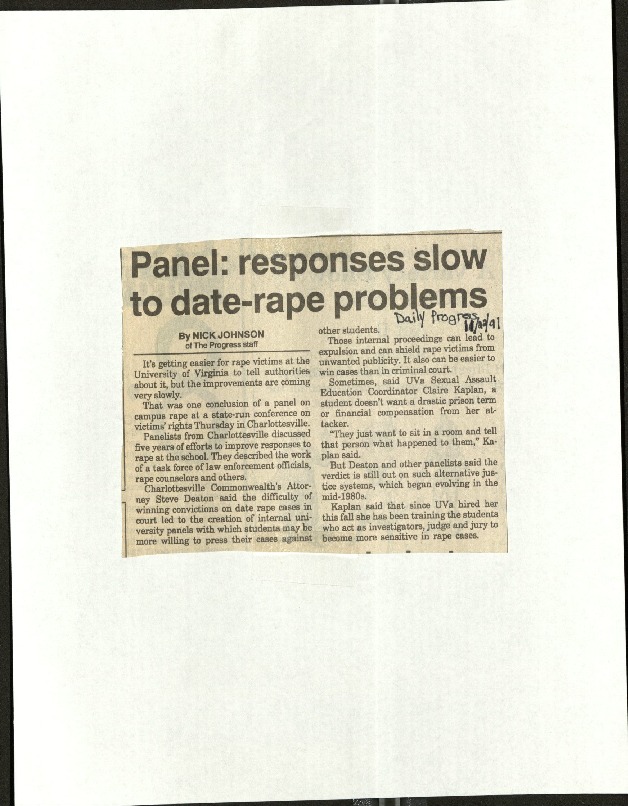 Panel: responses slow
to date-rape problems
Daily Progress
By NICK JOHNSON
of The Progress staff
It's getting easier for rape victims at the
University of Virginia to tell authorities
about it, but the improvements are coming
very slowly.
That was one conclusion of a panel on
campus rape at a state-run conference on
victims' rights Thursday in Charlottesville.
Panelists from Charlottesville discussed
five years of efforts to improve responses to
rape at the school. They described the work
of a task force of law enforcement officials,
rape counselors and others.
Charlottesville Commonwealth's Attor-
ney Steve Deaton said the difficulty of
winning convictions on date rape cases in
court led to the creation of internal uni-
versity panels with which students may be
more willing to press their cases against
other students.
Those internal proceedings can lead to
expulsion and can shield rape victims from
unwanted publicity. It also can be easier to
win cases than in criminal court.
Sometimes, said UVa Sexual Assault
Education Coordinator Claire Kaplan, a
student doesn't want a drastic prison term
or financial compensation from her at-
tacker.
"They just want to sit in a room and tell
that person what happened to them," Ka-
plan said.
But Deaton and other panelists said the
verdict is still out on such alternative jus-
tice systems, which began evolving in the
mid-1980s.
Kaplan said that since UVa hired her
this fall she has been training the students
who act as investigators, judge and jury to
become more sensitive in rape cases.